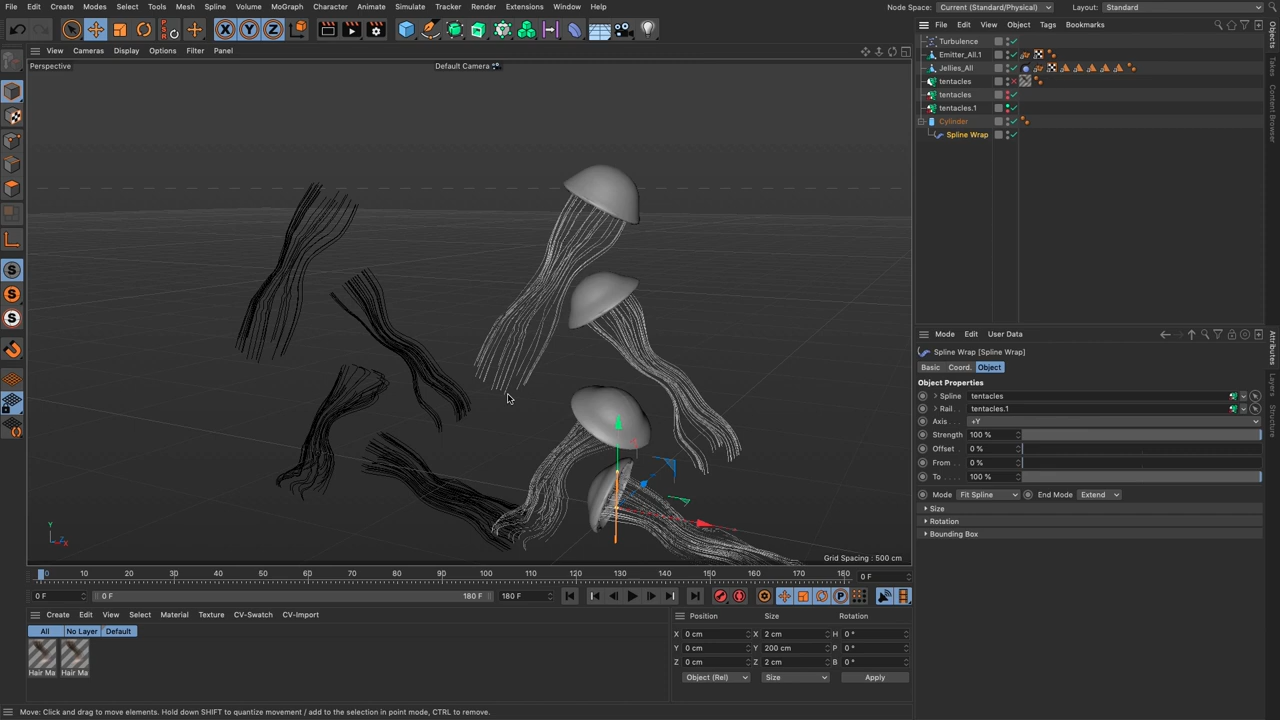 File Edit Create Modes Select Tools Mesh Spline Volume MoGraph Character Animate Simulate Tracker Render Extensions Window Help
Node Space: Current (Standard/Physical) Layout: Standard
X Y Z
File Edit View Object Tags Bookmarks
View Cameras Display Options Filter Panel
Perspective
Default Camera
Turbulence
Emitter_All.1
Jellies_All
tentacles
tentacles
tentacles.1
Cylinder
Spline Wrap
Objects
Takes
Content Browser
Mode Edit User Data
Spline Wrap [Spline Wrap]
Basic Coord. Object
Object Properties
Spline tentacles
Rail tentacles.1
Axis +Y
Strength 100 %
Offset 0 %
From 0 %
To 100 %
Mode Fit Spline End Mode Extend
Size
Rotation
Bounding Box
Attributes
Layers
Structure
Y
Z X
Grid Spacing : 500 cm
0 10 20 30 40 50 60 70 80 90 100 110 120 130 140 150 160 170 180
0 F
0 F 0 F 180 F 180 F
P
Create Edit View Select Material Texture CV-Swatch CV-Import
All No Layer Default
Hair Ma Hair Ma
Position Size Rotation
X 0 cm X 2 cm H 0 °
Y 0 cm Y 200 cm P 0 °
Z 0 cm Z 2 cm B 0 °
Object (Rel) Size Apply
Move: Click and drag to move elements. Hold down SHIFT to quantize movement / add to the selection in point mode, CTRL to remove.